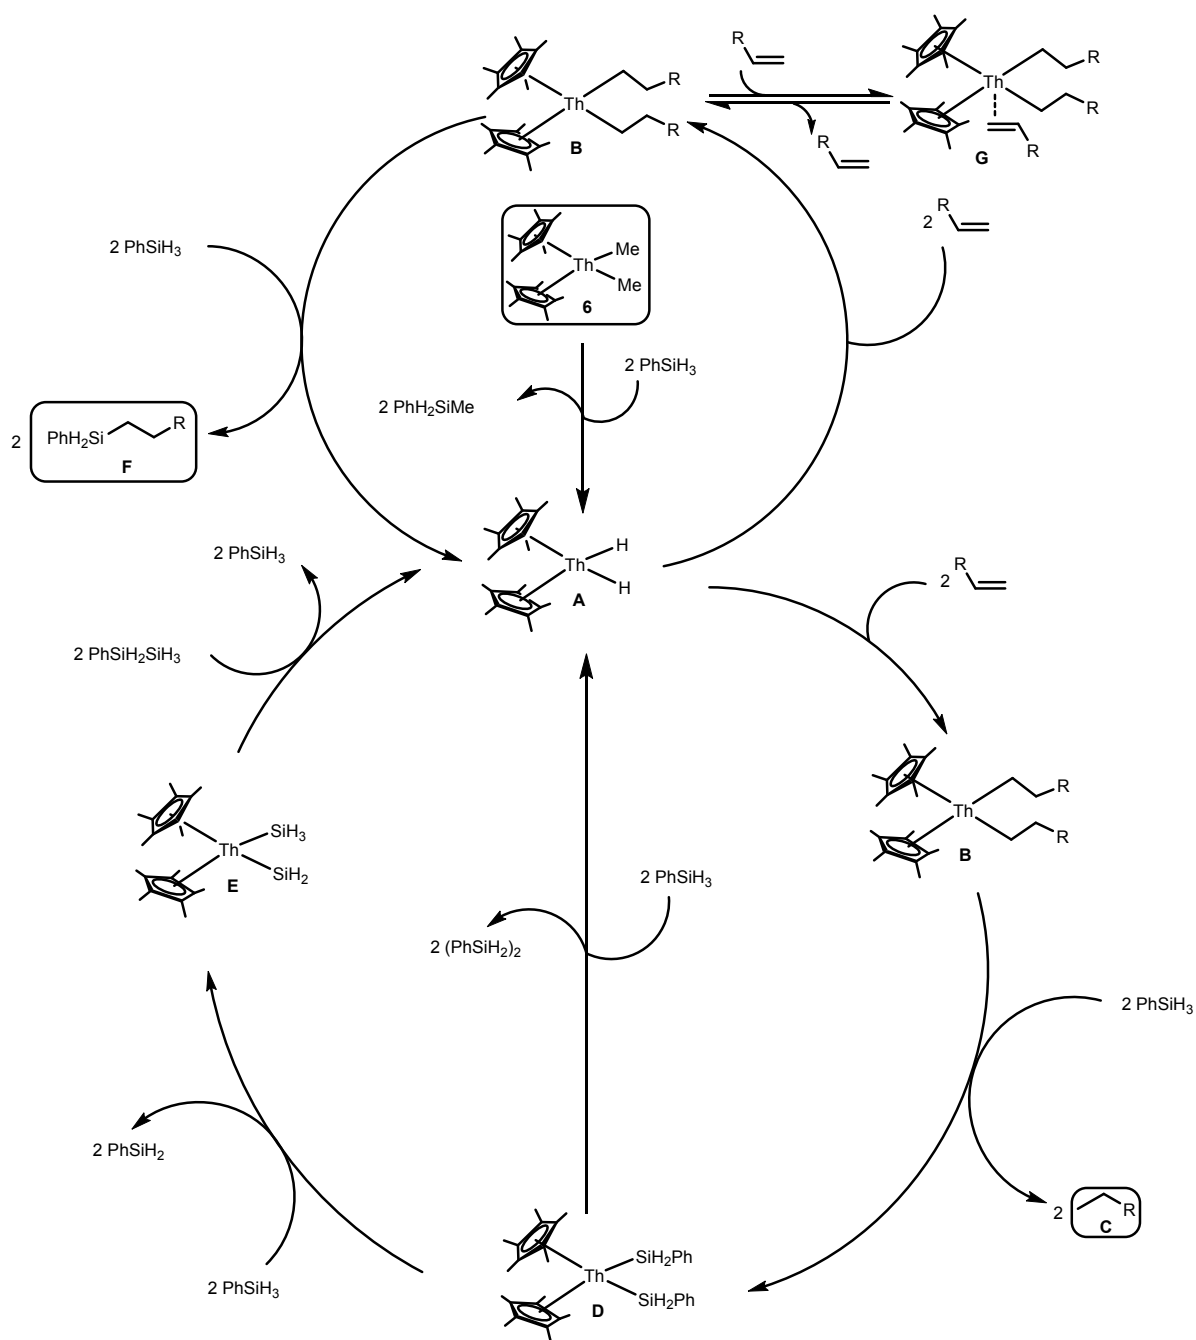 R
R
Th
R
R
B
R
R
Th
R
R
G
2 R
2 PhSiH3
Th
Me
Me
6
2 PhSiH3
2 PhH2SiMe
2 PhH2Si R
F
2 PhSiH3
Th
H
H
A
2 R
2 PhSiH2SiH3
Th
R
R
B
Th
SiH3
SiH2
E
2 PhSiH3
2 (PhSiH2)2
2 PhSiH3
2 PhSiH2
2 R
C
2 PhSiH3
Th
SiH2Ph
SiH2Ph
D